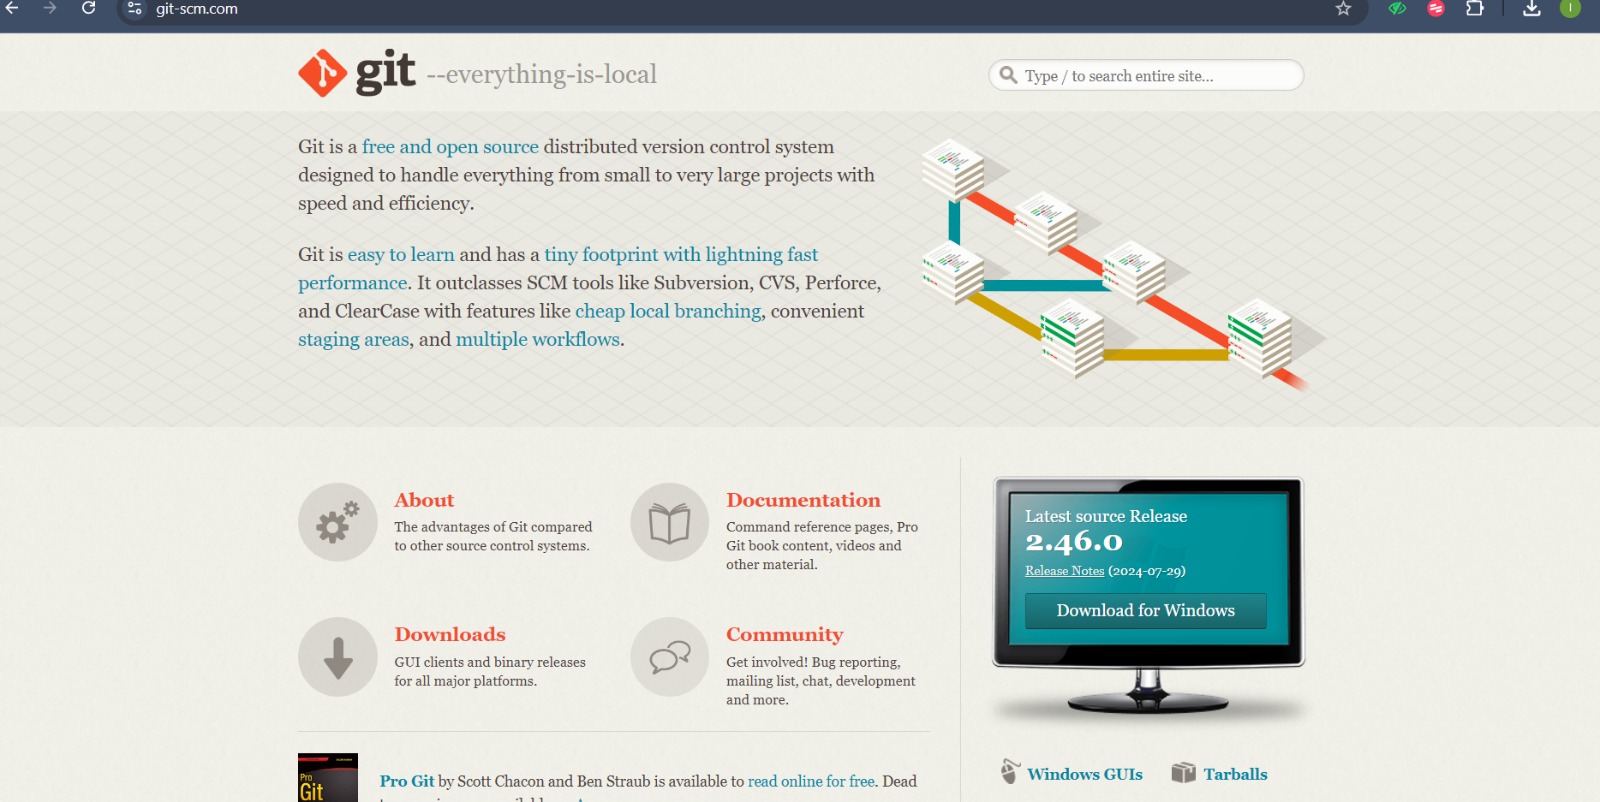 git-scm.com
I
git --everything-is-local
Type / to search entire site...
Git is a free and open source distributed version control system
designed to handle everything from small to very large projects with
speed and efficiency.
Git is easy to learn and has a tiny footprint with lightning fast
performance. It outclasses SCM tools like Subversion, CVS, Perforce,
and ClearCase with features like cheap local branching, convenient
staging areas, and multiple workflows.
About
The advantages of Git compared
to other source control systems.
Documentation
Command reference pages, Pro
Git book content, videos and
other material.
Downloads
GUI clients and binary releases
for all major platforms.
Community
Get involved! Bug reporting,
mailing list, chat, development
and more.
Latest source Release
2.46.0
Release Notes (2024-07-29)
Download for Windows
Windows GUIs
Tarballs
Pro
Git
Pro Git by Scott Chacon and Ben Straub is available to read online for free. Dead